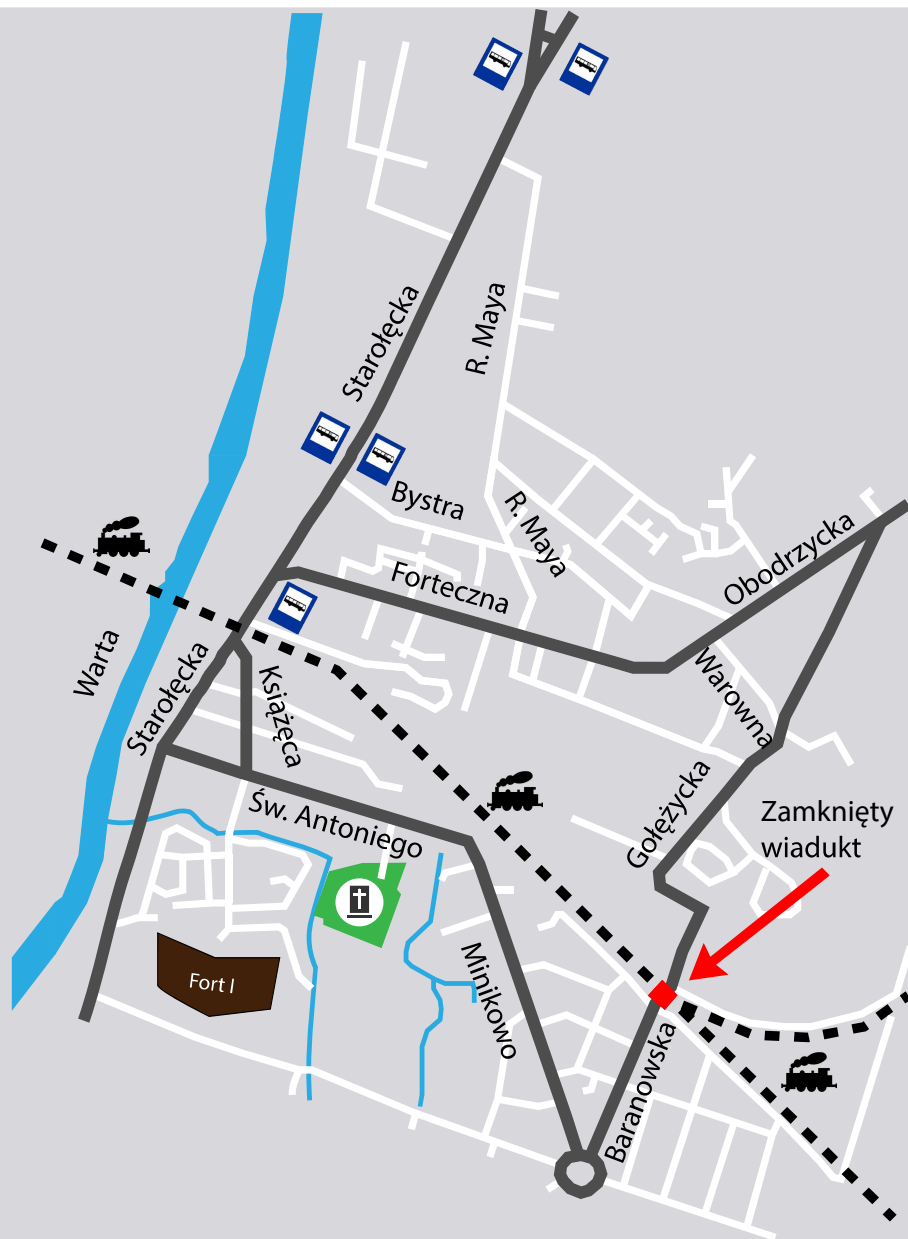 Starołęcka
R. Maya
Bystra
R. Maya
Obodrzycka
Forteczna
Warta
Starołęcka
Książęca
Warowna
Gołężycka
Zamknięty
wiadukt
Św. Antoniego
Fort I
Minikowo
Baranowska